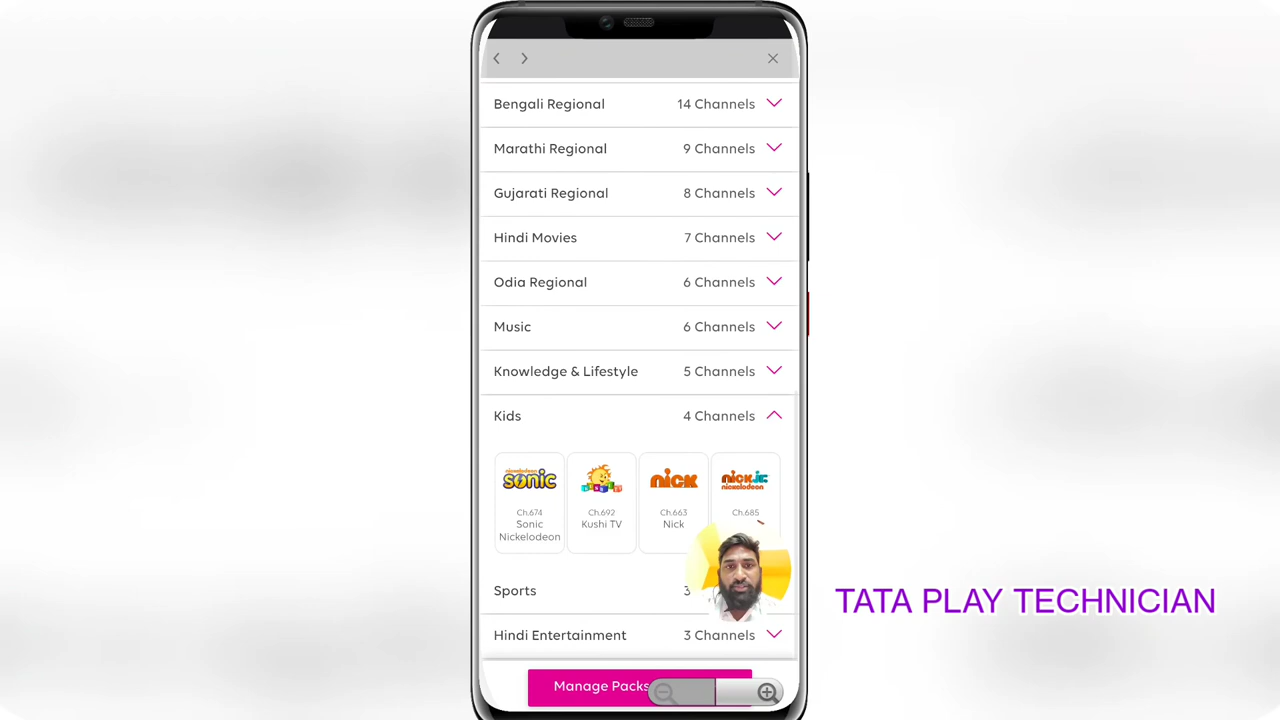 Bengali Regional 14 Channels
Marathi Regional 9 Channels
Gujarati Regional 8 Channels
Hindi Movies 7 Channels
Odia Regional 6 Channels
Music 6 Channels
Knowledge & Lifestyle 5 Channels
Kids 4 Channels
nickelodeon sonic nick nick jr. nickelodeon
Ch.674 Ch.692 Ch.663 Ch.685
Sonic Kushi TV Nick
Nickelodeon
Sports 3
TATA PLAY TECHNICIAN
Hindi Entertainment 3 Channels
Manage Packs